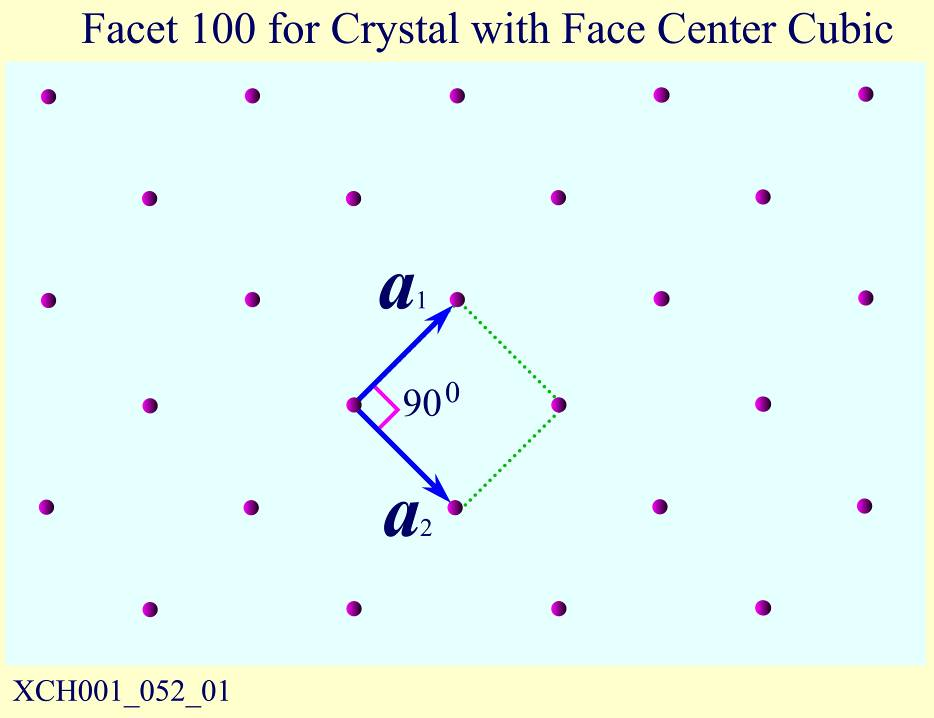 Facet 100 for Crystal with Face Center Cubic
a1
90⁰
a2
XCH001_052_01